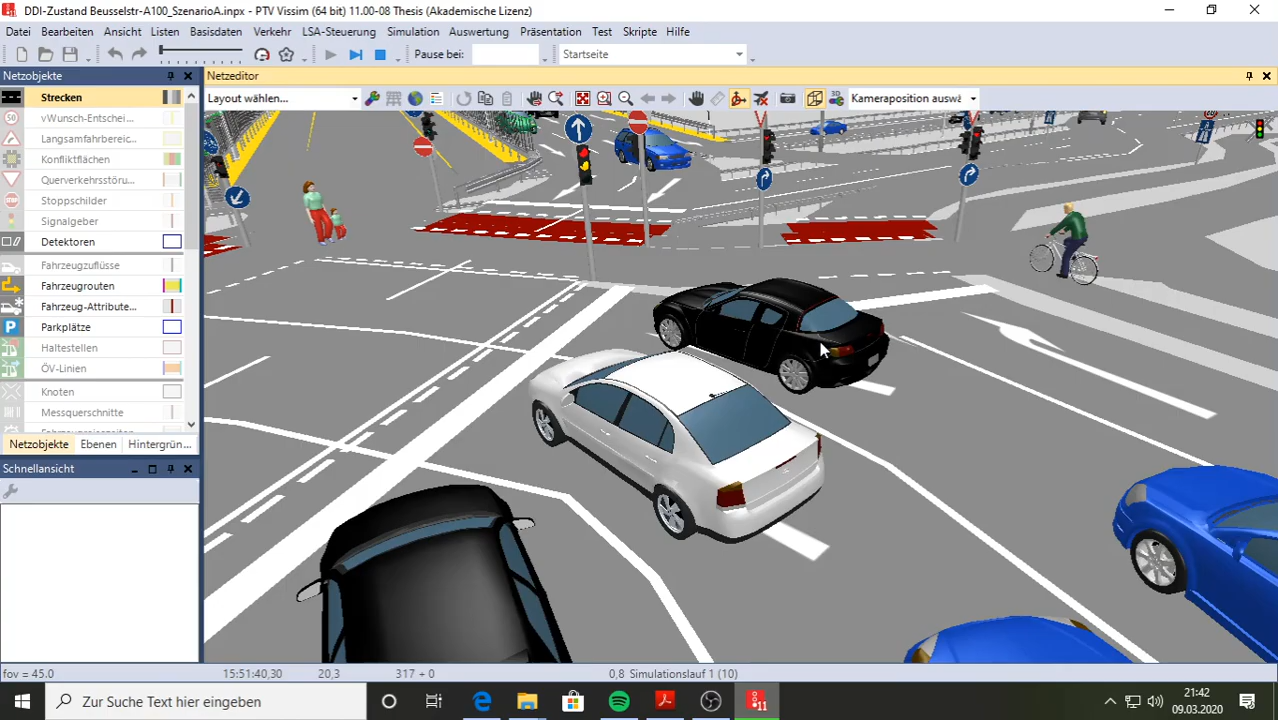 DDI-Zustand Beusselstr-A100_SzenarioA.inpx - PTV Vissim (64 bit) 11.00-08 Thesis (Akademische Lizenz)
Datei Bearbeiten Ansicht Listen Basisdaten Verkehr LSA-Steuerung Simulation Auswertung Präsentation Test Skripte Hilfe
Pause bei: Startseite
Netzobjekte
Netzeditor
Layout wählen...
Kameraposition auswä
Strecken
vWunsch-Entschei...
Langsamfahrbereic...
Konfliktflächen
Querverkehrsstöru...
Stoppschilder
Signalgeber
Detektoren
Fahrzeugzuflüsse
Fahrzeugrouten
Fahrzeug-Attribute...
Parkplätze
Haltestellen
ÖV-Linien
Knoten
Messquerschnitte
Netzobjekte Ebenen Hintergrün...
Schnellansicht
fov = 45.0 15:51:40,30 20,3 317 + 0 0,8 Simulationslauf 1 (10)
Zur Suche Text hier eingeben
11
21:42
09.03.2020